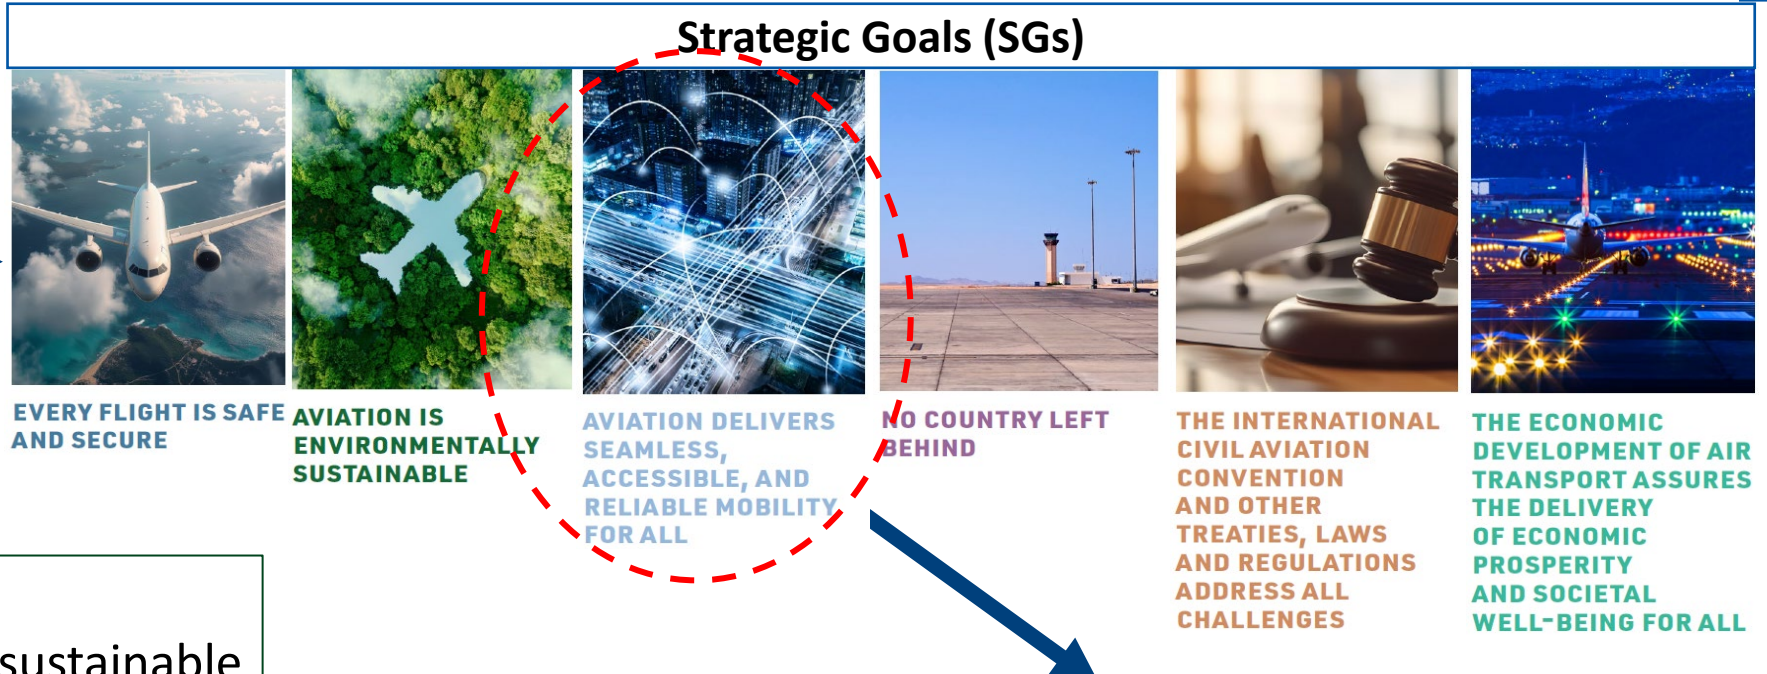 Strategic Goals (SGs)
EVERY FLIGHT IS SAFE
AND SECURE
AVIATION IS
ENVIRONMENTALLY
SUSTAINABLE
AVIATION DELIVERS
SEAMLESS,
ACCESSIBLE, AND
RELIABLE MOBILITY
FOR ALL
NO COUNTRY LEFT
BEHIND
THE INTERNATIONAL
CIVIL AVIATION
CONVENTION
AND OTHER
TREATIES, LAWS
AND REGULATIONS
ADDRESS ALL
CHALLENGES
THE ECONOMIC
DEVELOPMENT OF AIR
TRANSPORT ASSURES
THE DELIVERY
OF ECONOMIC
PROSPERITY
AND SOCIETAL
WELL-BEING FOR ALL
sustainable